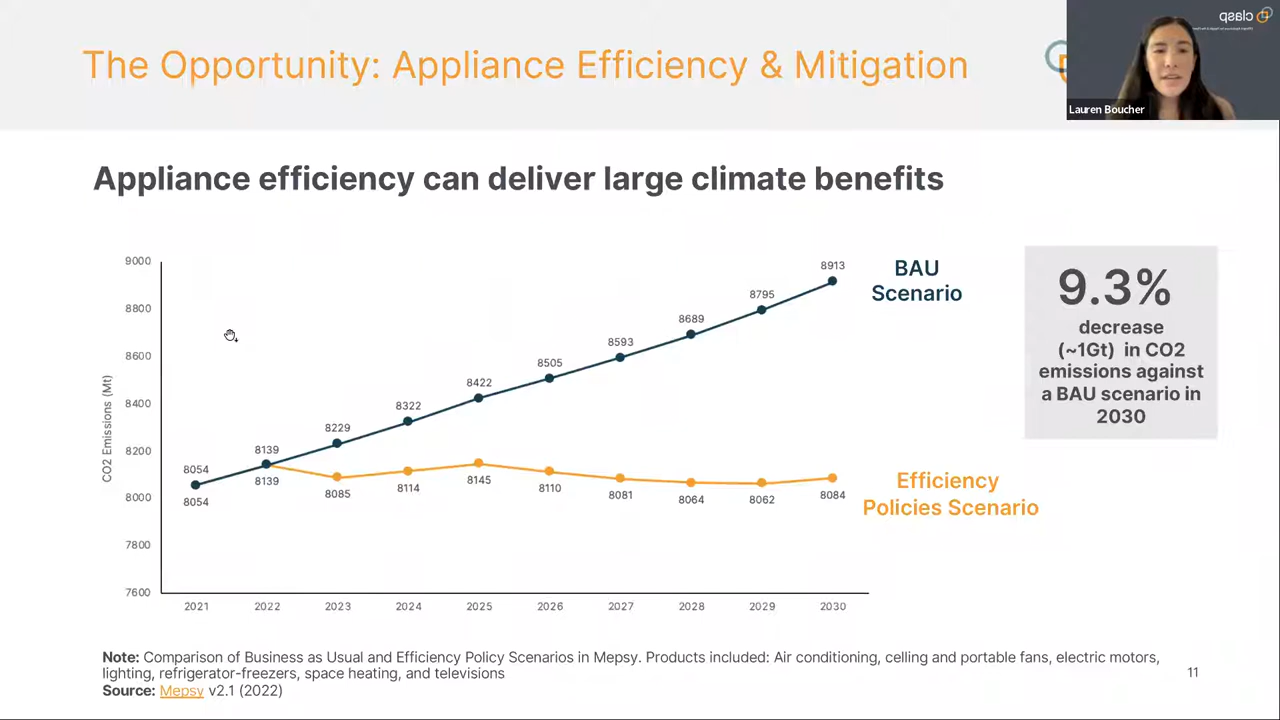 The Opportunity: Appliance Efficiency & Mitigation
clasp
Lauren Boucher
Appliance efficiency can deliver large climate benefits
9000
8800
8600
8400
8200
8000
7800
7600
CO2 Emissions (Mt)
8054
8139
8229
8322
8422
8505
8593
8689
8795
8913
BAU
Scenario
8054
8139
8085
8114
8145
8110
8081
8064
8062
8084
Efficiency
Policies Scenario
2021
2022
2023
2024
2025
2026
2027
2028
2029
2030
9.3%
decrease
(~1Gt) in CO2
emissions against
a BAU scenario in
2030
Note: Comparison of Business as Usual and Efficiency Policy Scenarios in Mepsy. Products included: Air conditioning, celling and portable fans, electric motors,
lighting, refrigerator-freezers, space heating, and televisions
Source: Mepsy v2.1 (2022)
11